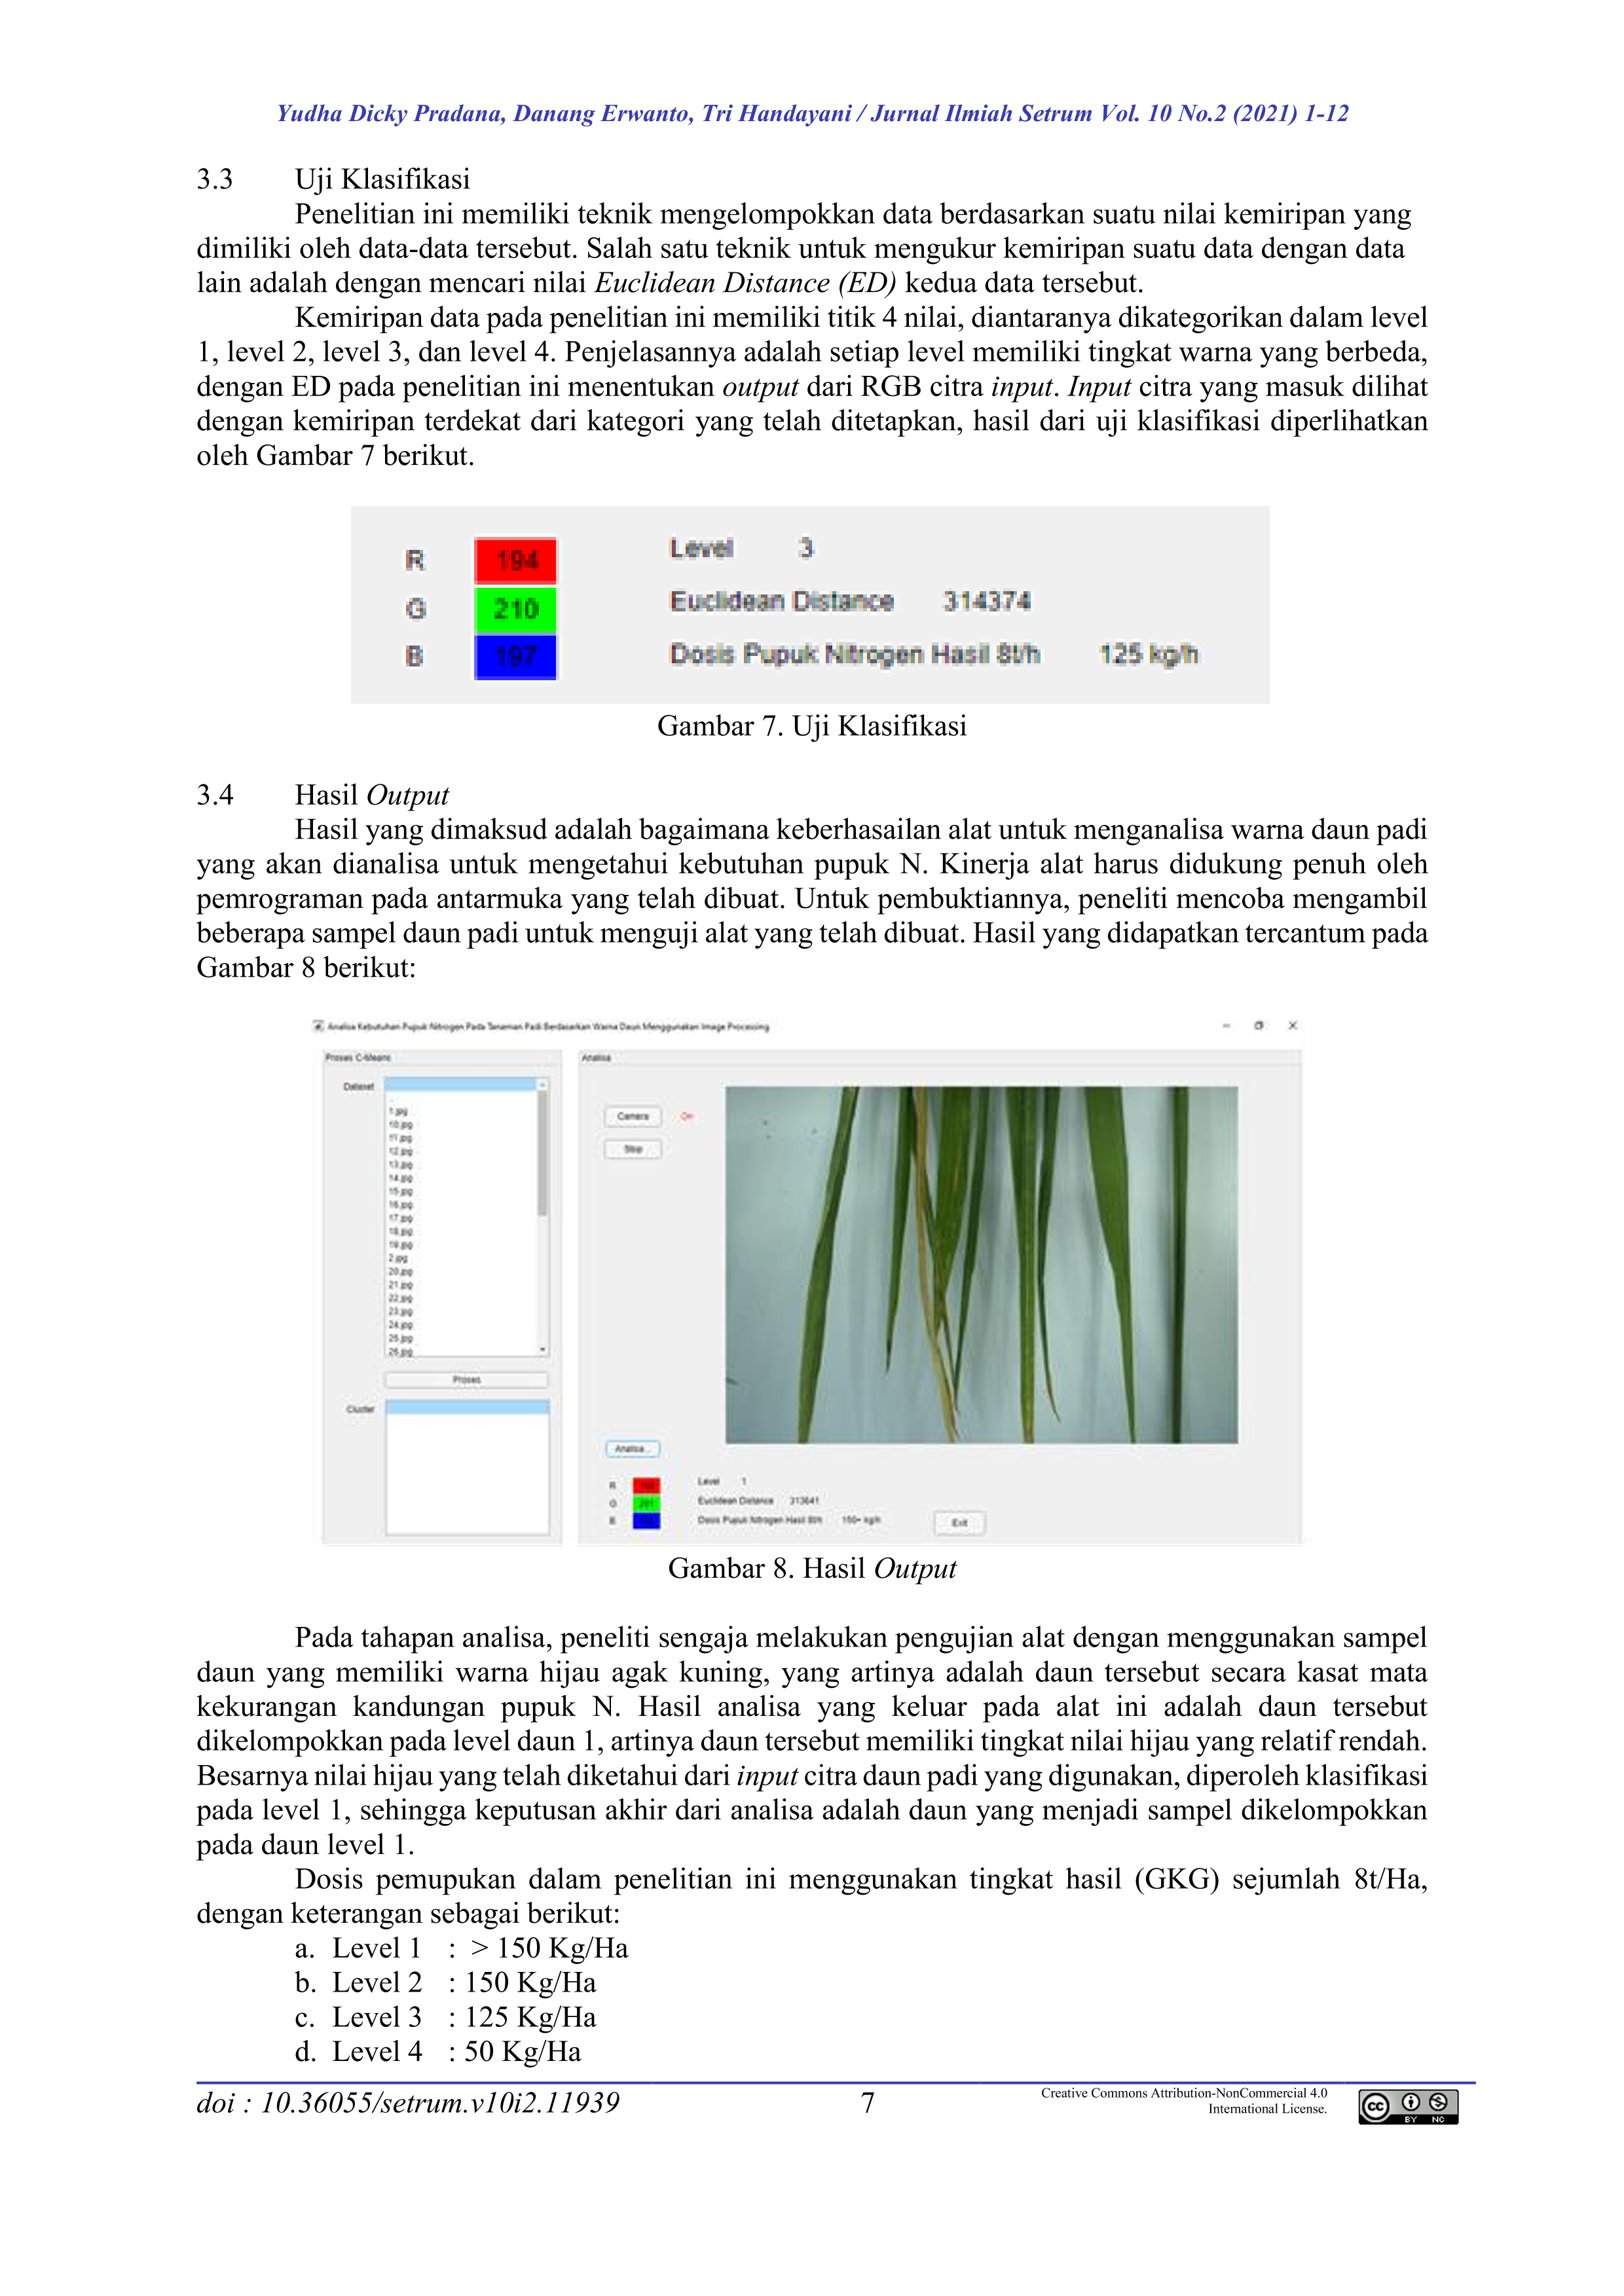 Yudha Dicky Pradana, Danang Erwanto, Tri Handayani / Jurnal Ilmiah Setrum Vol. 10 No.2 (2021) 1-12
3.3 Uji Klasifikasi
Penelitian ini memiliki teknik mengelompokkan data berdasarkan suatu nilai kemiripan yang
dimiliki oleh data-data tersebut. Salah satu teknik untuk mengukur kemiripan suatu data dengan data
lain adalah dengan mencari nilai Euclidean Distance (ED) kedua data tersebut.
Kemiripan data pada penelitian ini memiliki titik 4 nilai, diantaranya dikategorikan dalam level
1, level 2, level 3, dan level 4. Penjelasannya adalah setiap level memiliki tingkat warna yang berbeda,
dengan ED pada penelitian ini menentukan output dari RGB citra input. Input citra yang masuk dilihat
dengan kemiripan terdekat dari kategori yang telah ditetapkan, hasil dari uji klasifikasi diperlihatkan
oleh Gambar 7 berikut.
R 194
G 210
B 197
Level 3
Euclidean Distance 314374
Dosis Pupuk Nitrogen Hasil 8t/h 125 kg/h
Gambar 7. Uji Klasifikasi
3.4 Hasil Output
Hasil yang dimaksud adalah bagaimana keberhasailan alat untuk menganalisa warna daun padi
yang akan dianalisa untuk mengetahui kebutuhan pupuk N. Kinerja alat harus didukung penuh oleh
pemrograman pada antarmuka yang telah dibuat. Untuk pembuktiannya, peneliti mencoba mengambil
beberapa sampel daun padi untuk menguji alat yang telah dibuat. Hasil yang didapatkan tercantum pada
Gambar 8 berikut:
Analisa Kebutuhan Pupuk Nitrogen Pada Tanaman Padi Berdasarkan Warna Daun Menggunakan Image Processing
Proses C-Means
Dataset
1.jpg
10.jpg
11.jpg
12.jpg
13.jpg
14.jpg
15.jpg
16.jpg
17.jpg
18.jpg
19.jpg
2.jpg
20.jpg
21.jpg
22.jpg
23.jpg
24.jpg
25.jpg
26.jpg
Proses
Cluster
Analisa
Camera On
Stop
Analisa...
R
G 201
B
Level 1
Euclidean Distance 313641
Dosis Pupuk Nitrogen Hasil 8t/h 150+ kg/h
Exit
Gambar 8. Hasil Output
Pada tahapan analisa, peneliti sengaja melakukan pengujian alat dengan menggunakan sampel
daun yang memiliki warna hijau agak kuning, yang artinya adalah daun tersebut secara kasat mata
kekurangan kandungan pupuk N. Hasil analisa yang keluar pada alat ini adalah daun tersebut
dikelompokkan pada level daun 1, artinya daun tersebut memiliki tingkat nilai hijau yang relatif rendah.
Besarnya nilai hijau yang telah diketahui dari input citra daun padi yang digunakan, diperoleh klasifikasi
pada level 1, sehingga keputusan akhir dari analisa adalah daun yang menjadi sampel dikelompokkan
pada daun level 1.
Dosis pemupukan dalam penelitian ini menggunakan tingkat hasil (GKG) sejumlah 8t/Ha,
dengan keterangan sebagai berikut:
a. Level 1 : > 150 Kg/Ha
b. Level 2 : 150 Kg/Ha
c. Level 3 : 125 Kg/Ha
d. Level 4 : 50 Kg/Ha
doi : 10.36055/setrum.v10i2.11939
7
Creative Commons Attribution-NonCommercial 4.0
International License.
cc BY NC